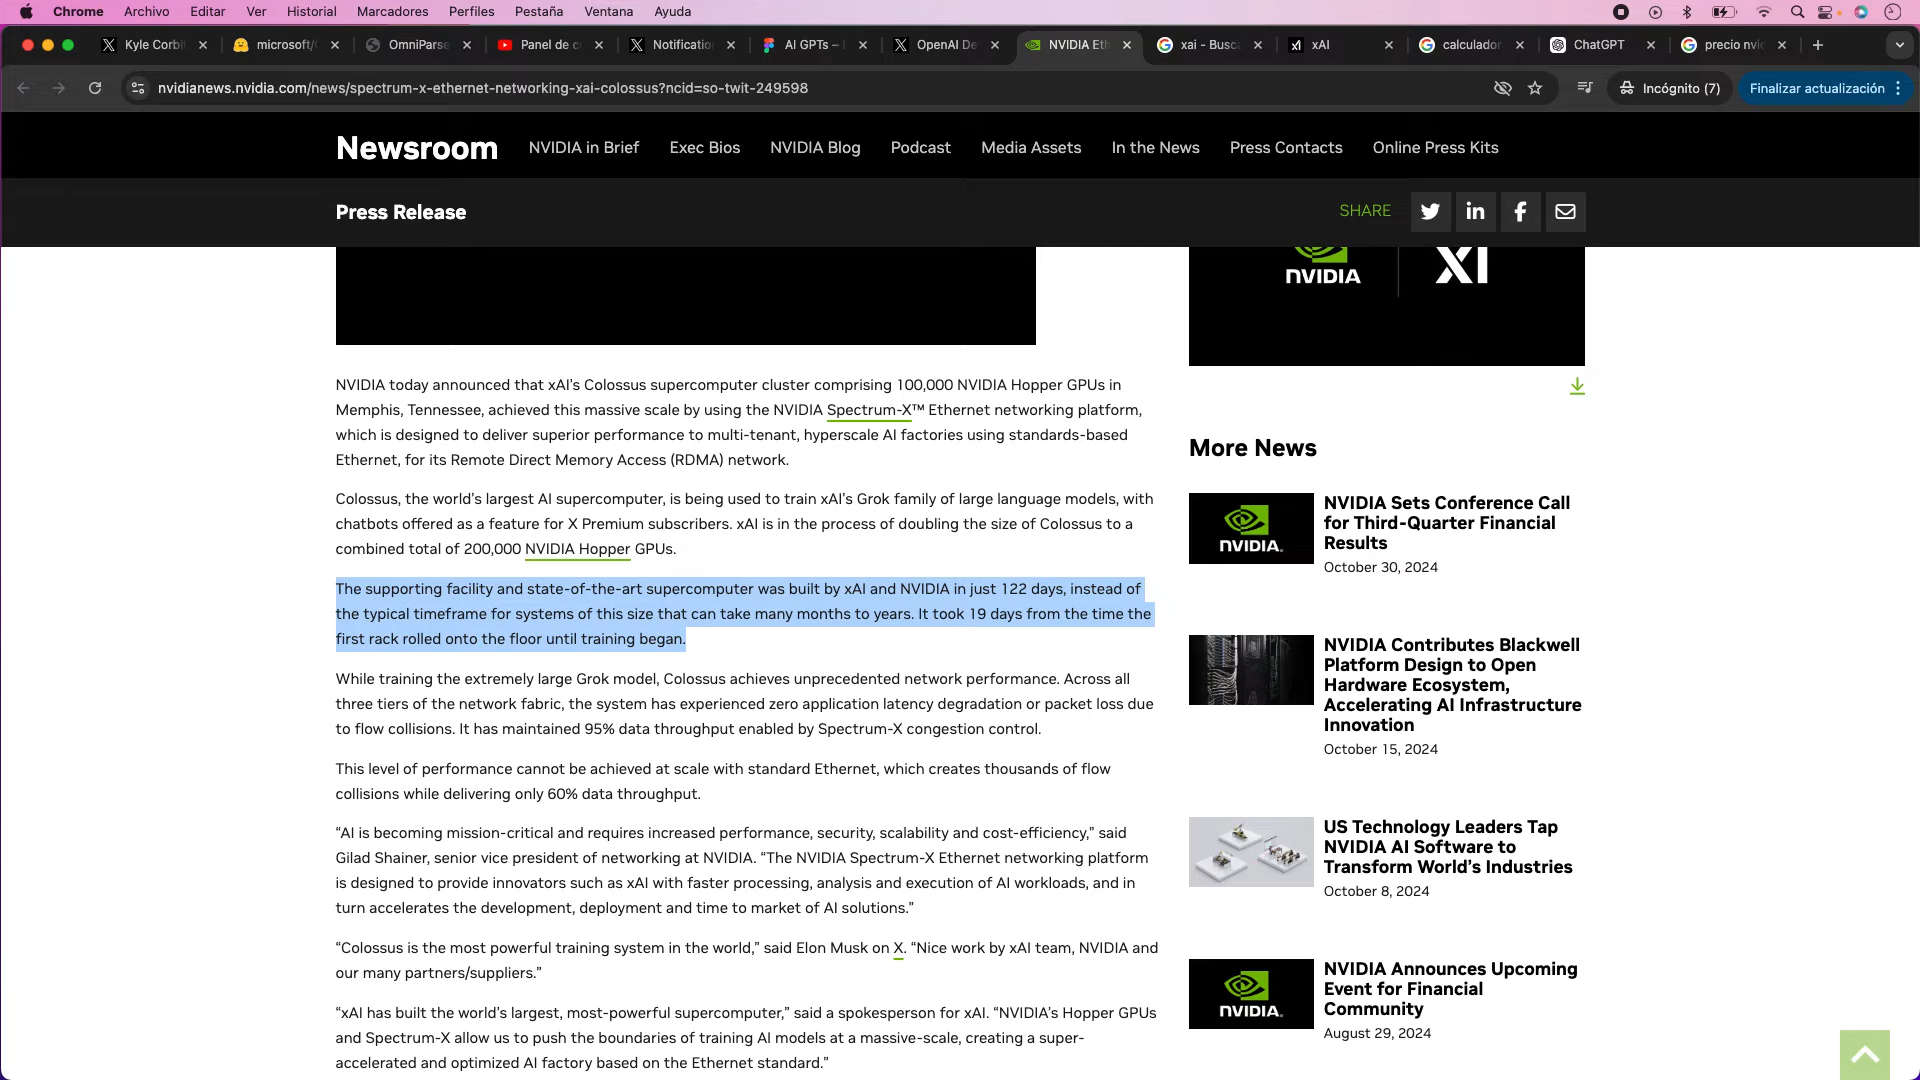 Chrome Archivo Editar Ver Historial Marcadores Perfiles Pestaña Ventana Ayuda
Kyle Corbi microsoft/ OmniParse Panel de c Notificatio AI GPTs – OpenAI De NVIDIA Eth xai - Busc xAI calculador ChatGPT precio nvi
nvidianews.nvidia.com/news/spectrum-x-ethernet-networking-xai-colossus?ncid=so-twit-249598 Incógnito (7) Finalizar actualización
Newsroom NVIDIA in Brief Exec Bios NVIDIA Blog Podcast Media Assets In the News Press Contacts Online Press Kits
Press Release SHARE
NVIDIA XI
NVIDIA today announced that xAI’s Colossus supercomputer cluster comprising 100,000 NVIDIA Hopper GPUs in
Memphis, Tennessee, achieved this massive scale by using the NVIDIA Spectrum-X™ Ethernet networking platform,
which is designed to deliver superior performance to multi-tenant, hyperscale AI factories using standards-based
Ethernet, for its Remote Direct Memory Access (RDMA) network.
Colossus, the world’s largest AI supercomputer, is being used to train xAI’s Grok family of large language models, with
chatbots offered as a feature for X Premium subscribers. xAI is in the process of doubling the size of Colossus to a
combined total of 200,000 NVIDIA Hopper GPUs.
The supporting facility and state-of-the-art supercomputer was built by xAI and NVIDIA in just 122 days, instead of
the typical timeframe for systems of this size that can take many months to years. It took 19 days from the time the
first rack rolled onto the floor until training began.
While training the extremely large Grok model, Colossus achieves unprecedented network performance. Across all
three tiers of the network fabric, the system has experienced zero application latency degradation or packet loss due
to flow collisions. It has maintained 95% data throughput enabled by Spectrum-X congestion control.
This level of performance cannot be achieved at scale with standard Ethernet, which creates thousands of flow
collisions while delivering only 60% data throughput.
“AI is becoming mission-critical and requires increased performance, security, scalability and cost-efficiency,” said
Gilad Shainer, senior vice president of networking at NVIDIA. “The NVIDIA Spectrum-X Ethernet networking platform
is designed to provide innovators such as xAI with faster processing, analysis and execution of AI workloads, and in
turn accelerates the development, deployment and time to market of AI solutions.”
“Colossus is the most powerful training system in the world,” said Elon Musk on X. “Nice work by xAI team, NVIDIA and
our many partners/suppliers.”
“xAI has built the world’s largest, most-powerful supercomputer,” said a spokesperson for xAI. “NVIDIA’s Hopper GPUs
and Spectrum-X allow us to push the boundaries of training AI models at a massive-scale, creating a super-
accelerated and optimized AI factory based on the Ethernet standard.”
More News
NVIDIA.
NVIDIA Sets Conference Call
for Third-Quarter Financial
Results
October 30, 2024
NVIDIA Contributes Blackwell
Platform Design to Open
Hardware Ecosystem,
Accelerating AI Infrastructure
Innovation
October 15, 2024
US Technology Leaders Tap
NVIDIA AI Software to
Transform World’s Industries
October 8, 2024
NVIDIA.
NVIDIA Announces Upcoming
Event for Financial
Community
August 29, 2024